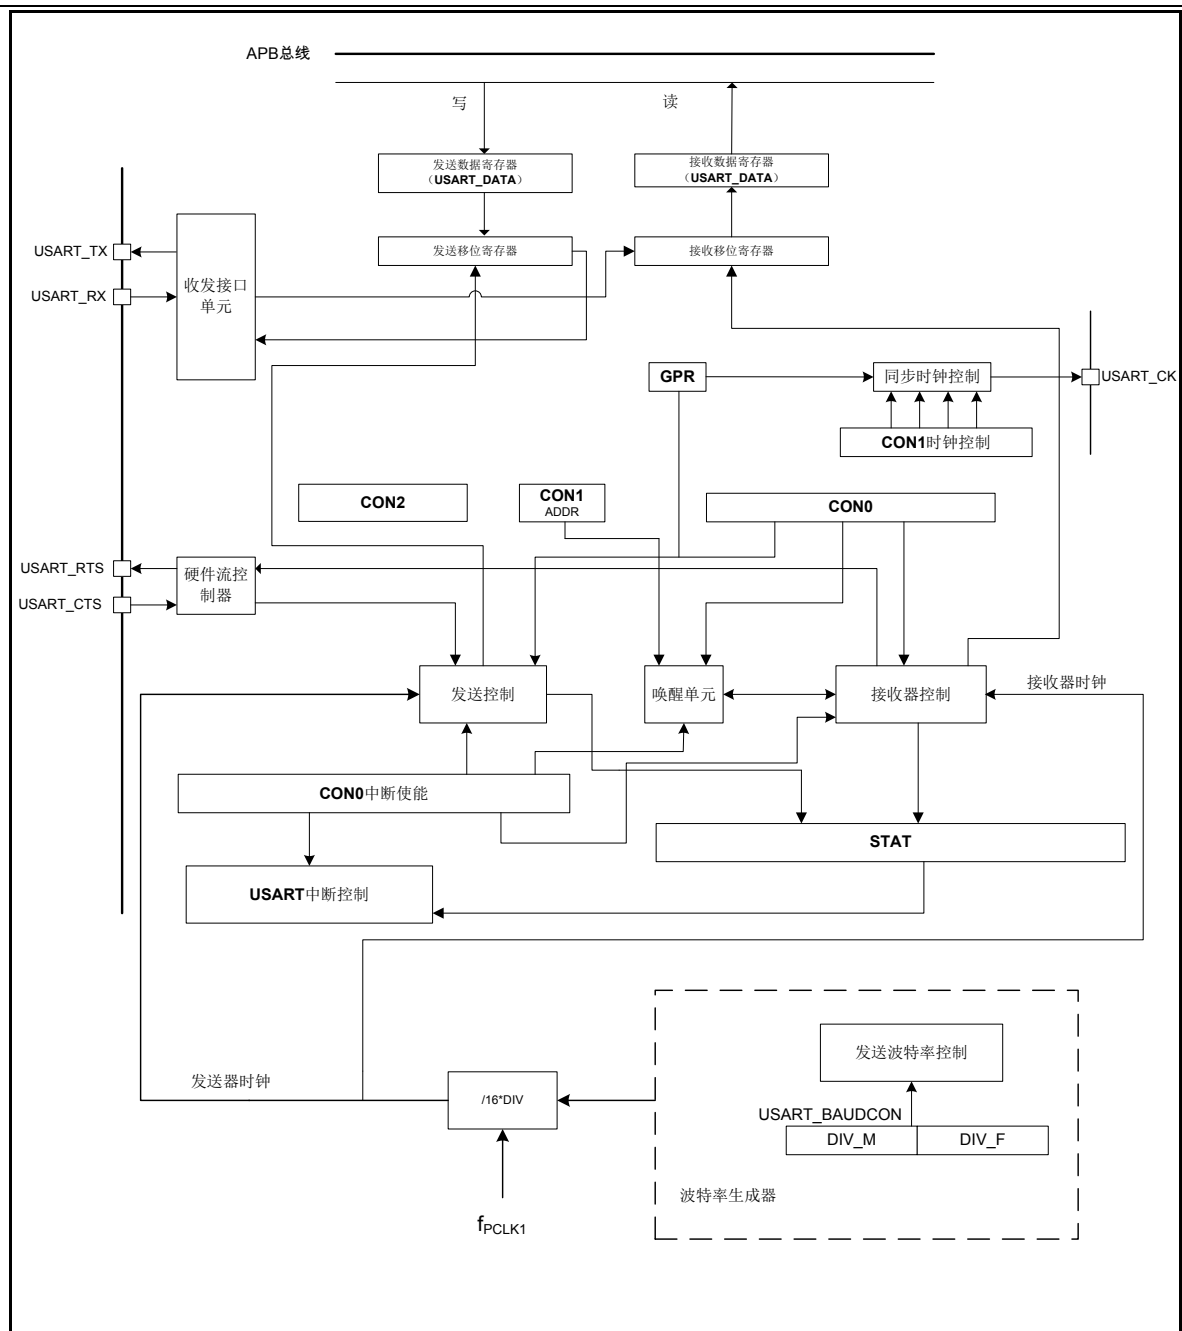 APB总线
写
读
发送数据寄存器
（USART_DATA）
接收数据寄存器
（USART_DATA）
USART_TX
发送移位寄存器
接收移位寄存器
USART_RX
收发接口
单元
GPR
同步时钟控制
USART_CK
CON1时钟控制
CON2
CON1
ADDR
CON0
USART_RTS
硬件流控
制器
USART_CTS
发送控制
唤醒单元
接收器控制
接收器时钟
CON0中断使能
STAT
USART中断控制
发送波特率控制
发送器时钟
/16*DIV
USART_BAUDCON
DIV_M
DIV_F
波特率生成器
fPCLK1